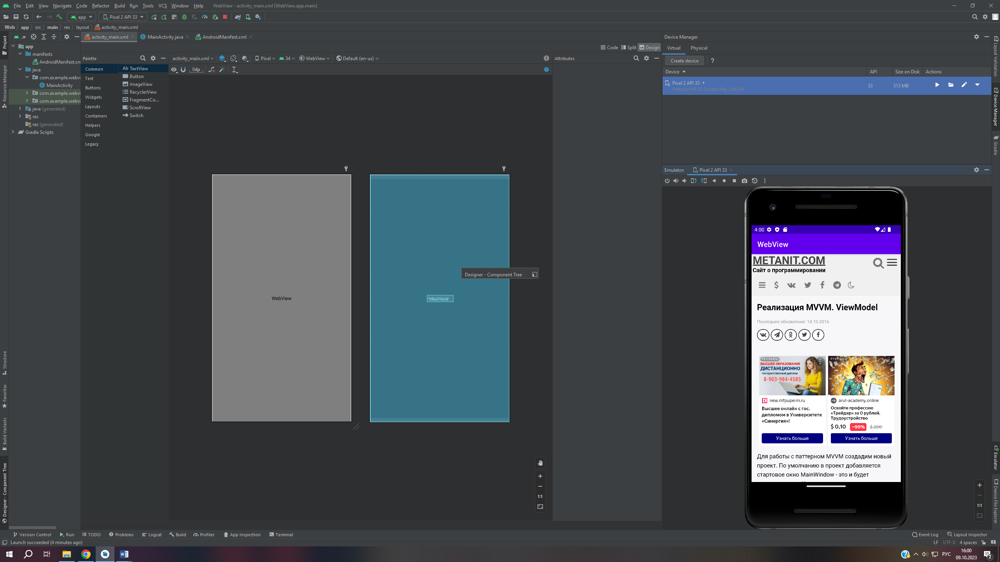 File Edit View Navigate Code Refactor Build Run Tools VCS Window Help WebView - activity_main.xml [WebView.app.main]
app Pixel 2 API 33
Web app src main res layout activity_main.xml
activity_main.xml MainActivity.java AndroidManifest.xml
Code Split Design
Project
Resource Manager
Structure
Favorites
Build Variants
Designer - Component Tree
app
manifests
AndroidManifest.xm
java
com.example.webvi
MainActivity
com.example.webvi
com.example.webvi
java (generated)
res
res (generated)
Gradle Scripts
Palette
Common
Text
Buttons
Widgets
Layouts
Containers
Helpers
Google
Legacy
Ab TextView
Button
ImageView
RecyclerView
FragmentCo...
ScrollView
Switch
activity_main.xml Pixel 34 WebView Default (en-us)
0dp
WebView
Hello World!
WebView
Designer - Component Tree
1:1
Attributes
Device Manager
Virtual Physical
Create device ?
Device API Size on Disk Actions
Pixel 2 API 33 33 513 MB
Android API 33 Google Play | x86_64
Emulator: Pixel 2 API 33
4:00
WebView
METANIT.COM
Сайт о программировании
Реализация MVVM. ViewModel
Последнее обновление: 18.10.2016
РЕКЛАМА
ВЫСШЕЕ ОБРАЗОВАНИЕ
ДИСТАНЦИОННО
ГОСУДАРСТВЕННЫЙ ДИПЛОМ
8-903-984-4585
new.mfpuperm.ru
Высшее онлайн с гос.
дипломом в Университете
«Синергия»!
Узнать больше
РЕКЛАМА
arut-academy.online
Освойте профессию
«Трейдер» за 0 рублей.
Трудоустройство
$ 0,10 −99% $ 200
Узнать больше
Для работы с паттерном MVVM создадим новый
проект. По умолчанию в проект добавляется
стартовое окно MainWindow - это и будет
1:1
Layout Validation
Device Manager
Gradle
Emulator
Device File Explorer
Version Control Run TODO Problems Logcat Build Profiler App Inspection Terminal Event Log Layout Inspector
Launch succeeded (4 minutes ago) LF UTF-8 4 spaces
РУС
16:00
09.10.2023
2